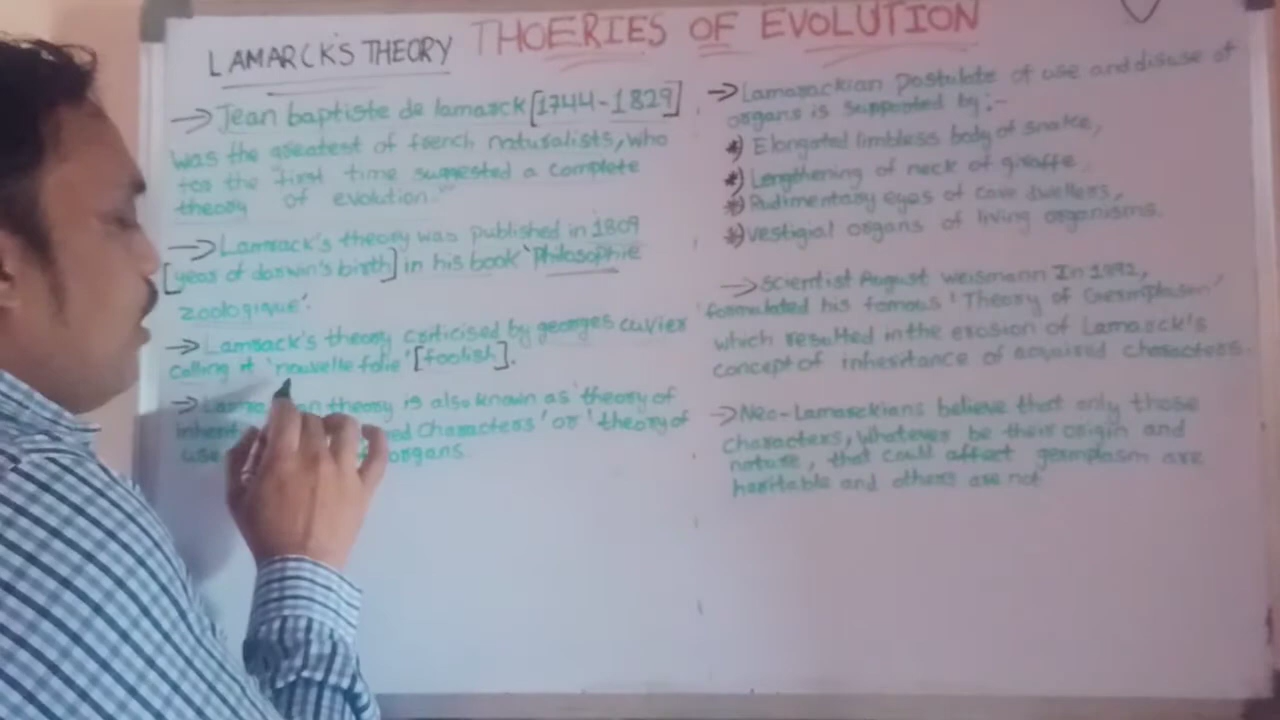 THOERIES OF EVOLUTION
LAMARCK'S THEORY
→ Jean baptiste de lamarck [1744-1829]
was the greatest of french naturalists, who
for the first time suggested a complete
theory of evolution."
→ Lamarack's theory was published in 1809
[year of darwin's birth] in his book 'Philosophie
zoologique'.
→ Lamarack's theory criticised by georges cuvier
calling it 'nouvelle folie' [foolish].
→ theory is also known as 'theory of
Characters' or 'theory of
use organs
→ Lamarackian Postulate of use and disuse of
organs is supported by:-
*) Elongated limbless body of snake,
*) Lengthening of neck of giraffe.
*) Rudimentary eyes of cave dwellers,
*) vestigial organs of living organisms.
→ Scientist August weismann In 1892,
formulated his famous 'Theory of Germplasm'
which resulted in the erosion of Lamarck's
concept of inheritance of acquired characters.
→ Neo-Lamarckians believe that only those
characters, whatever be their origin and
nature, that could affect germplasm are
heritable and others are not